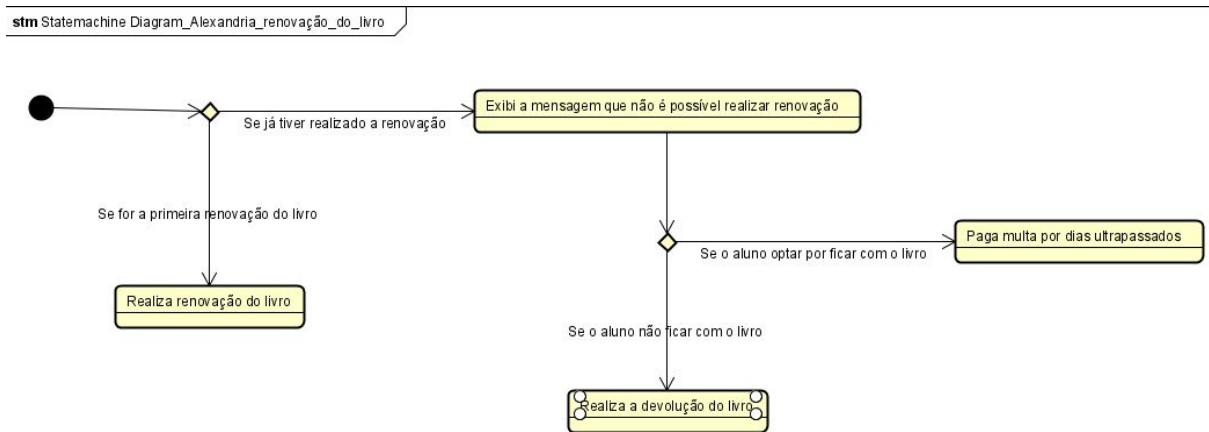 stm Statemachine Diagram_Alexandria_renovação_do_livro
Exibi a mensagem que não é possível realizar renovação
Se já tiver realizado a renovação
Se for a primeira renovação do livro
Paga multa por dias ultrapassados
Se o aluno optar por ficar com o livro
Realiza renovação do livro
Se o aluno não ficar com o livro
Realiza a devolução do livro